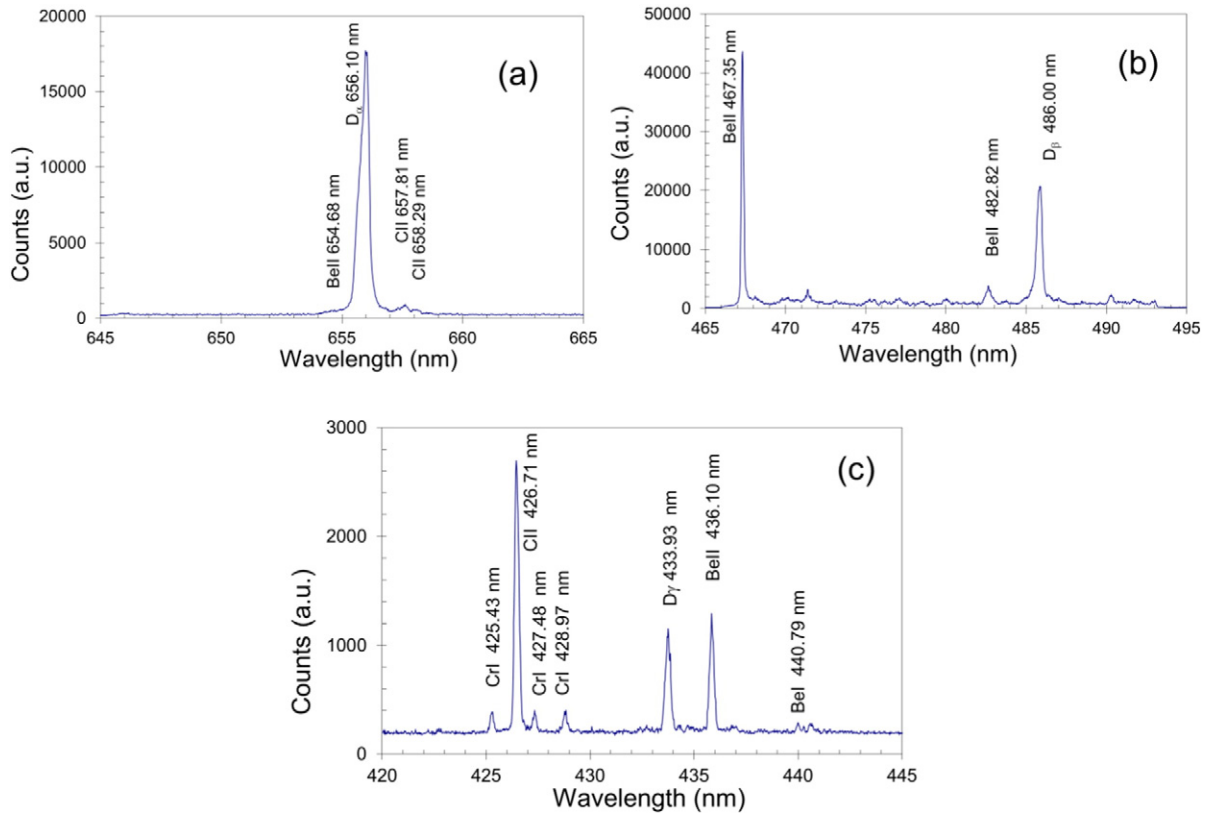 (a)
Counts (a.u.)
20000
15000
10000
5000
0
BeII 654.68 nm
Dα 656.10 nm
CII 657.81 nm
CII 658.29 nm
645
650
655
660
665
Wavelength (nm)
(b)
Counts (a.u.)
50000
40000
30000
20000
10000
0
BeII 467.35 nm
BeII 482.82 nm
Dβ 486.00 nm
465
470
475
480
485
490
495
Wavelength (nm)
(c)
Counts (a.u.)
3000
2000
1000
0
CrI 425.43 nm
CII 426.71 nm
CrI 427.48 nm
CrI 428.97 nm
Dγ 433.93 nm
BeII 436.10 nm
BeI 440.79 nm
420
425
430
435
440
445
Wavelength (nm)